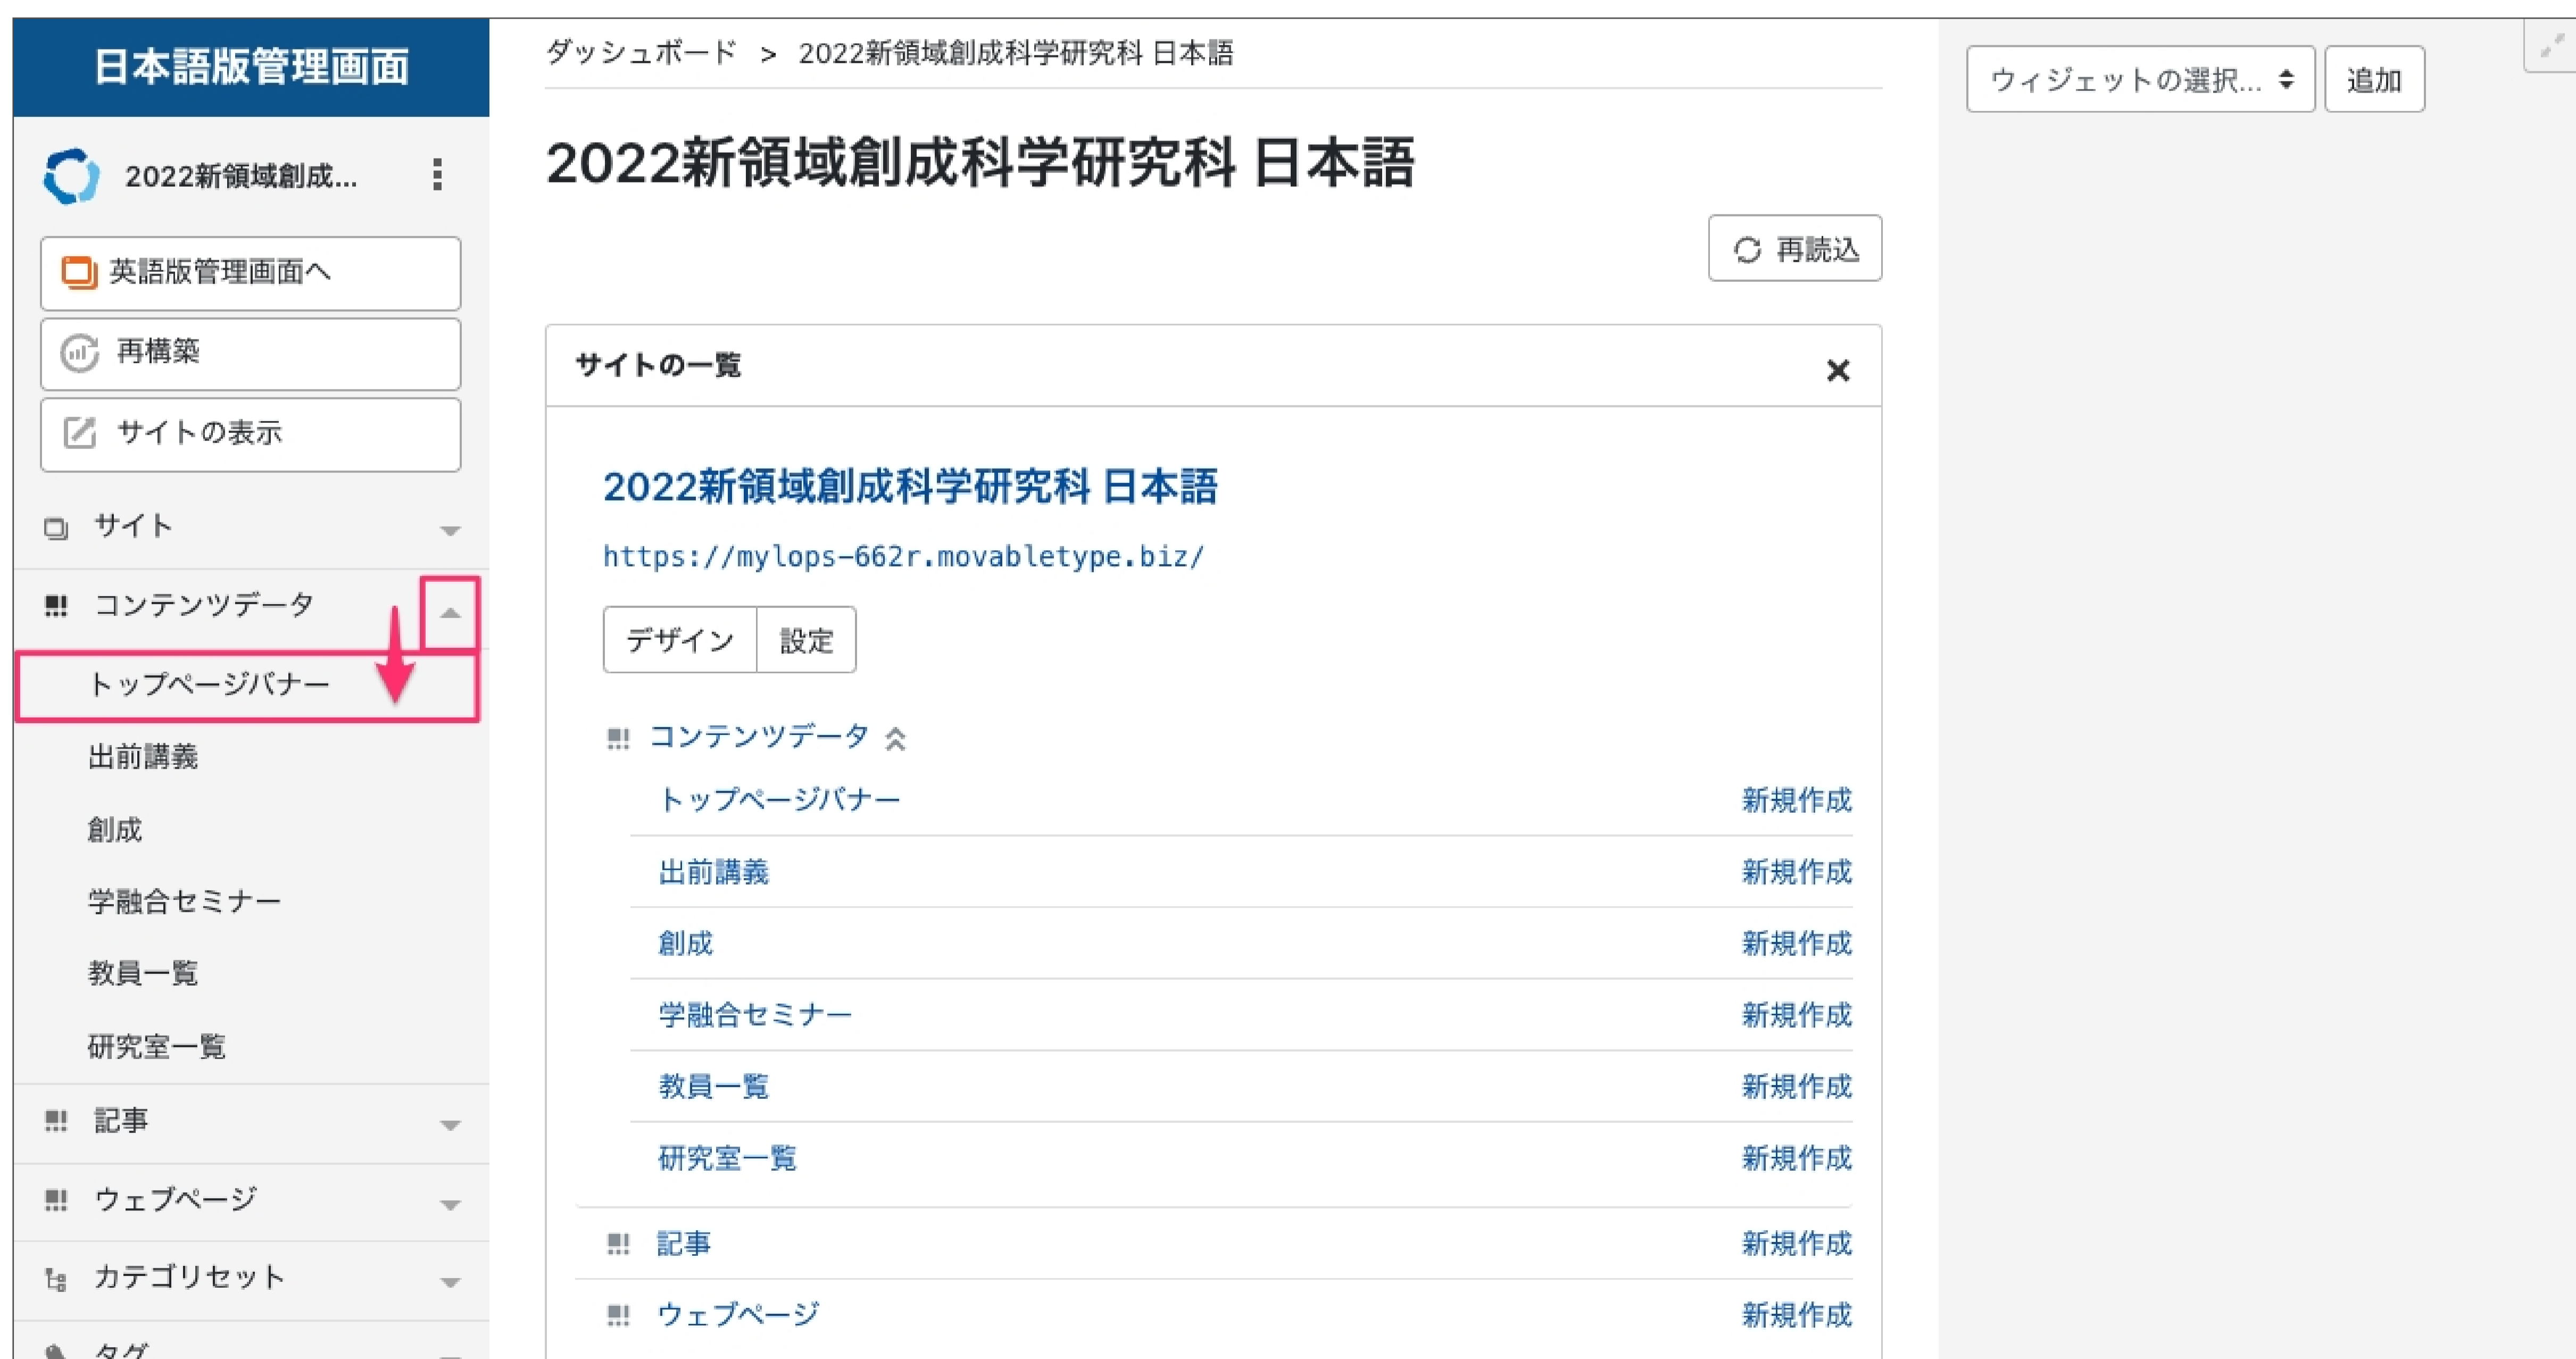 日本語版管理画面
2022新領域創成...
英語版管理画面へ
再構築
サイトの表示
サイト
コンテンツデータ
トップページバナー
出前講義
創成
学融合セミナー
教員一覧
研究室一覧
記事
ウェブページ
カテゴリセット
タグ
ダッシュボード > 2022新領域創成科学研究科 日本語
2022新領域創成科学研究科 日本語
再読込
サイトの一覧
2022新領域創成科学研究科 日本語
https://mylops-662r.movabletype.biz/
デザイン 設定
コンテンツデータ
トップページバナー 新規作成
出前講義 新規作成
創成 新規作成
学融合セミナー 新規作成
教員一覧 新規作成
研究室一覧 新規作成
記事 新規作成
ウェブページ 新規作成
ウィジェットの選択... 追加